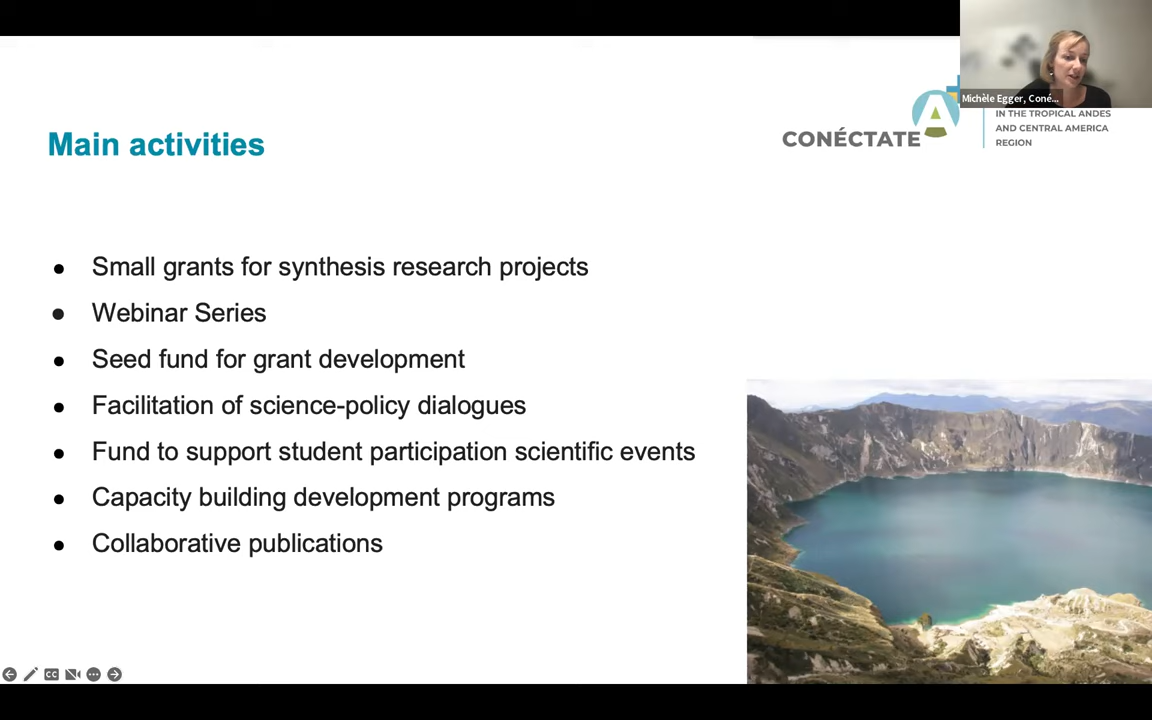 Michèle Egger, Coné...
IN THE TROPICAL ANDES
AND CENTRAL AMERICA
REGION
CONÉCTATE
A
Main activities
● Small grants for synthesis research projects
● Webinar Series
● Seed fund for grant development
● Facilitation of science-policy dialogues
● Fund to support student participation scientific events
● Capacity building development programs
● Collaborative publications
CC